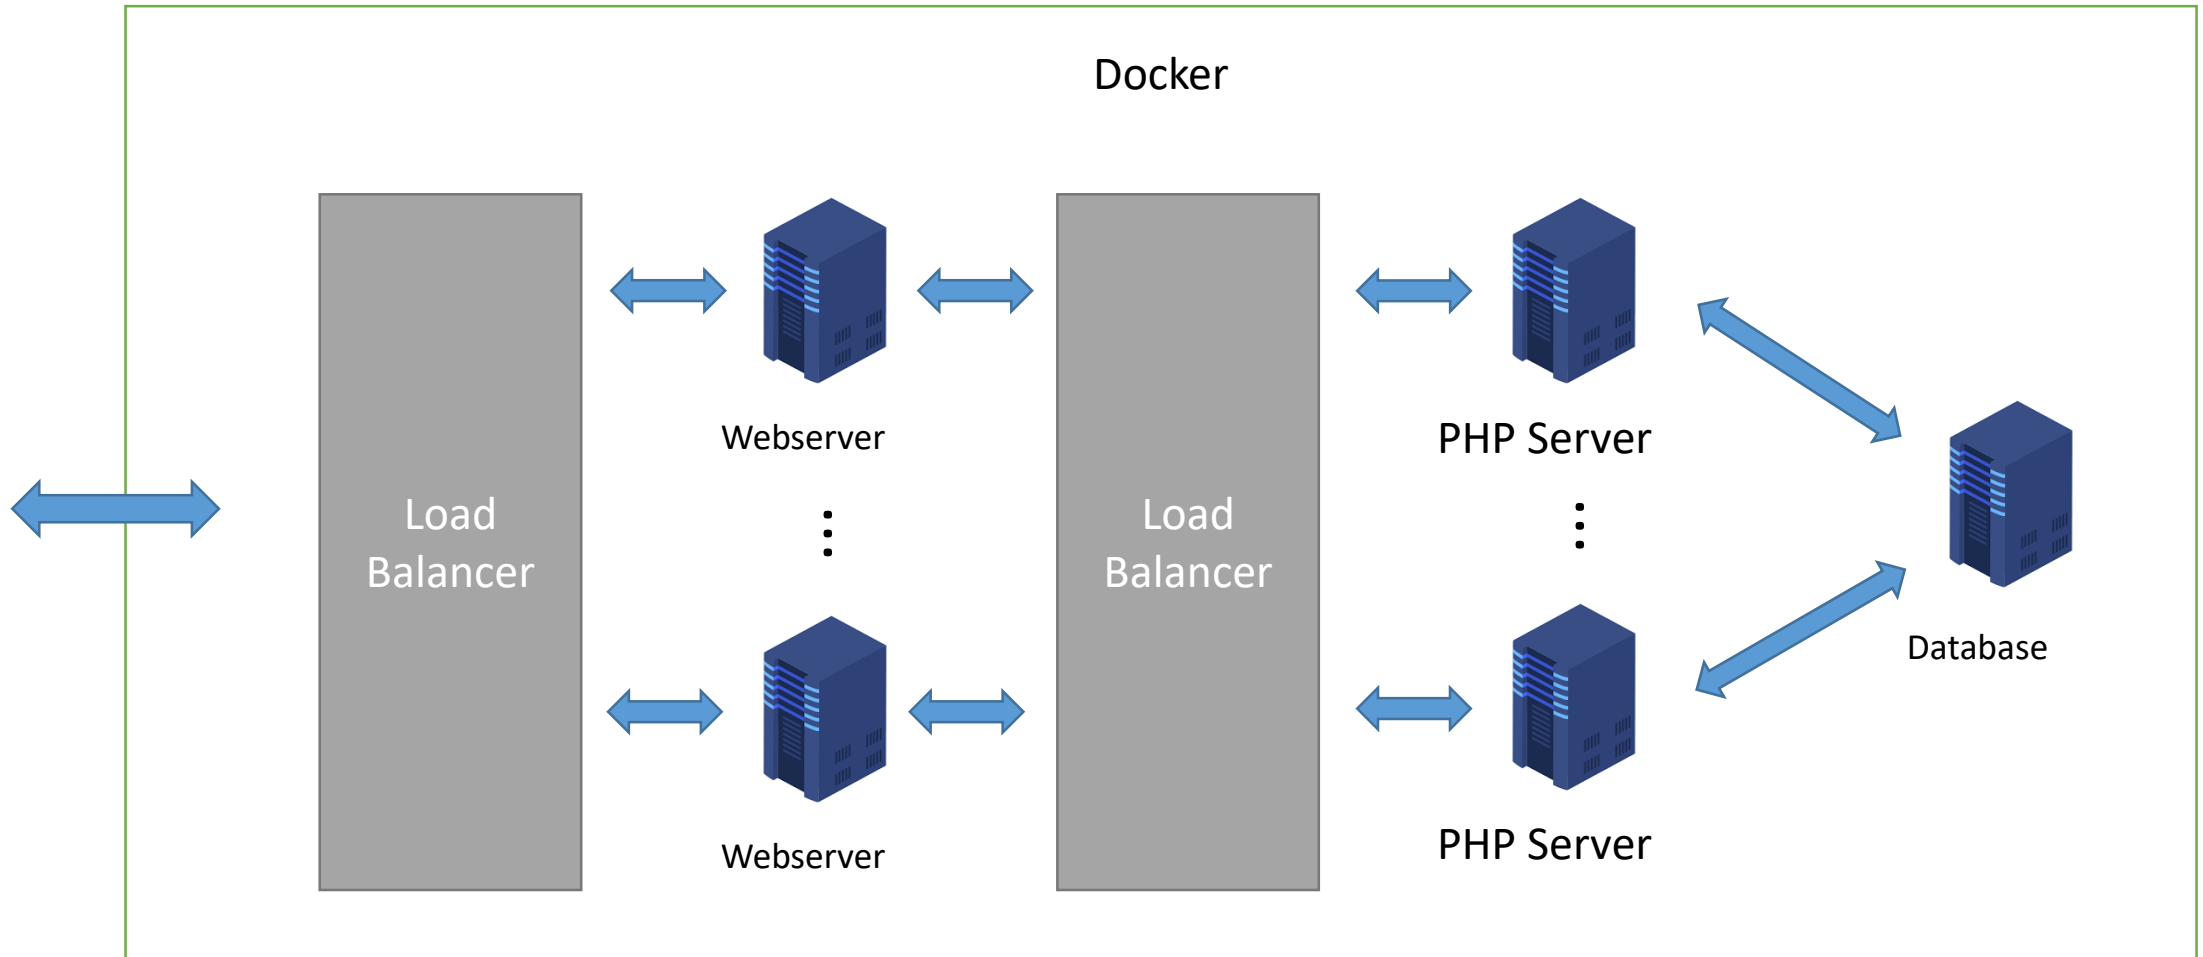 Docker
Load
Balancer
Webserver
Webserver
Load
Balancer
PHP Server
PHP Server
Database